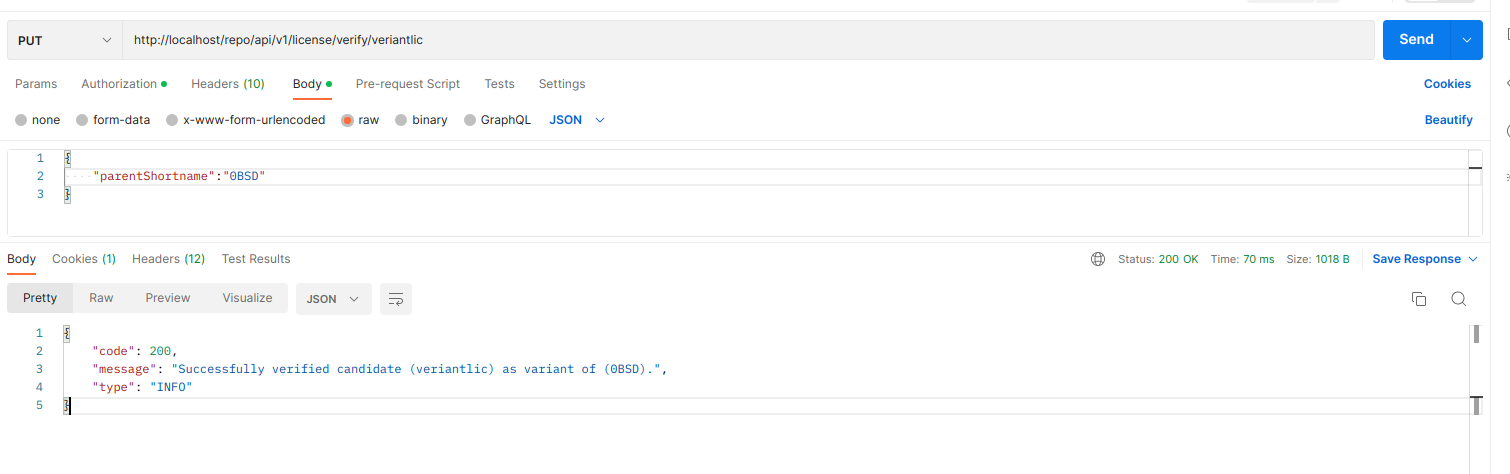 PUT http://localhost/repo/api/v1/license/verify/veriantlic Send
Params Authorization Headers (10) Body Pre-request Script Tests Settings Cookies
none form-data x-www-form-urlencoded raw binary GraphQL JSON Beautify
1 {
2 "parentShortname":"0BSD"
3 }
Body Cookies (1) Headers (12) Test Results Status: 200 OK Time: 70 ms Size: 1018 B Save Response
Pretty Raw Preview Visualize JSON
1 {
2 "code": 200,
3 "message": "Successfully verified candidate (veriantlic) as variant of (0BSD).",
4 "type": "INFO"
5 }